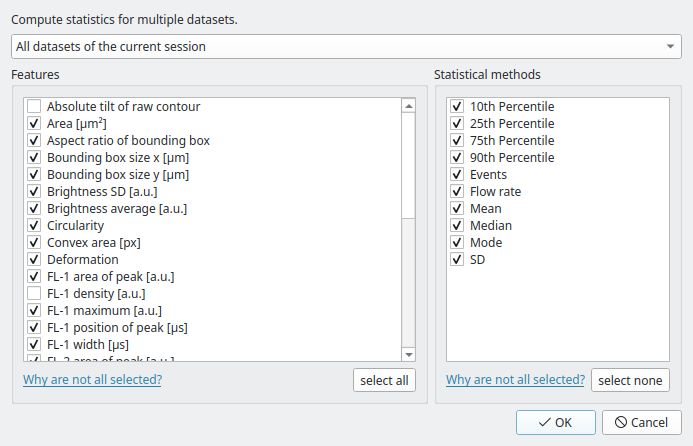 Compute statistics for multiple datasets.
All datasets of the current session
Features
Absolute tilt of raw contour
Area [µm²]
Aspect ratio of bounding box
Bounding box size x [µm]
Bounding box size y [µm]
Brightness SD [a.u.]
Brightness average [a.u.]
Circularity
Convex area [px]
Deformation
FL-1 area of peak [a.u.]
FL-1 density [a.u.]
FL-1 maximum [a.u.]
FL-1 position of peak [µs]
FL-1 width [µs]
FL-2 area of peak [a.u.]
Why are not all selected?
select all
Statistical methods
10th Percentile
25th Percentile
75th Percentile
90th Percentile
Events
Flow rate
Mean
Median
Mode
SD
Why are not all selected?
select none
OK
Cancel